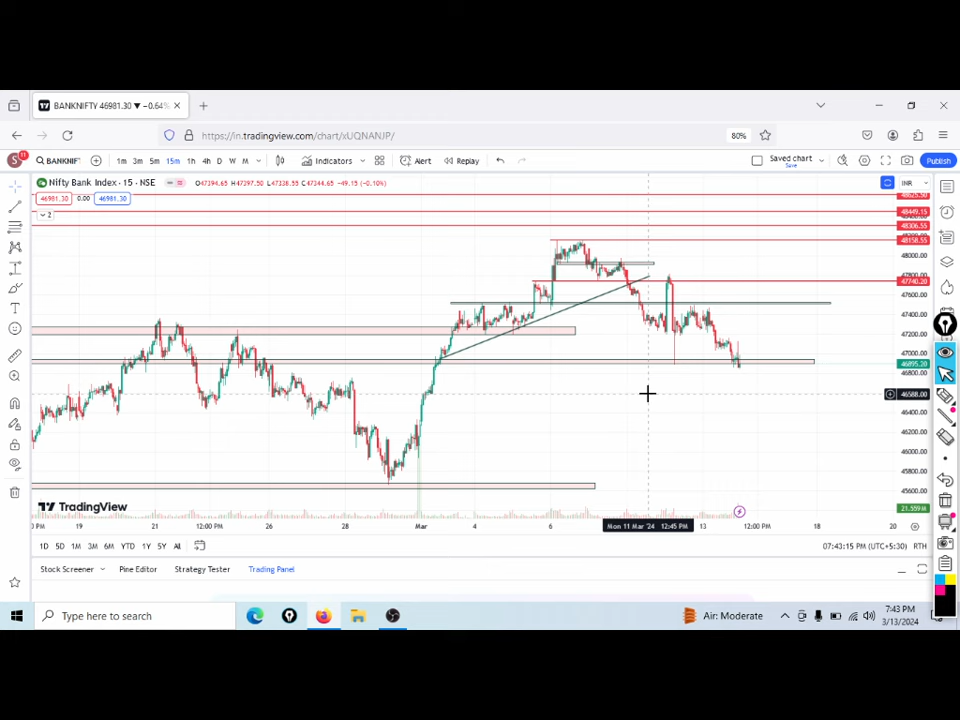 BANKNIFTY 46981.30 ▼ −0.64%
https://in.tradingview.com/chart/xUQNANJP/
80%
S 11 BANKNIF 1m 3m 5m 15m 1h 4h D W M Indicators Alert Replay Saved chart Save Publish
Nifty Bank Index · 15 · NSE O47394.65 H47397.50 L47338.55 C47344.65 −49.15 (−0.10%) INR
46981.30 0.00 46981.30
2
48449.15
48306.55
48158.55
48000.00
47800.00
47740.20
47600.00
47400.00
47200.00
47000.00
46895.20
46800.00
46588.00
46400.00
46200.00
46000.00
45800.00
45600.00
TradingView
21.559M
19 21 12:00 PM 26 28 Mar 4 6 Mon 11 Mar '24 12:45 PM 13 12:00 PM 18 20
1D 5D 1M 3M 6M YTD 1Y 5Y All 07:43:15 PM (UTC+5:30) RTH
Stock Screener Pine Editor Strategy Tester Trading Panel
Type here to search Air: Moderate 7:43 PM
3/13/2024